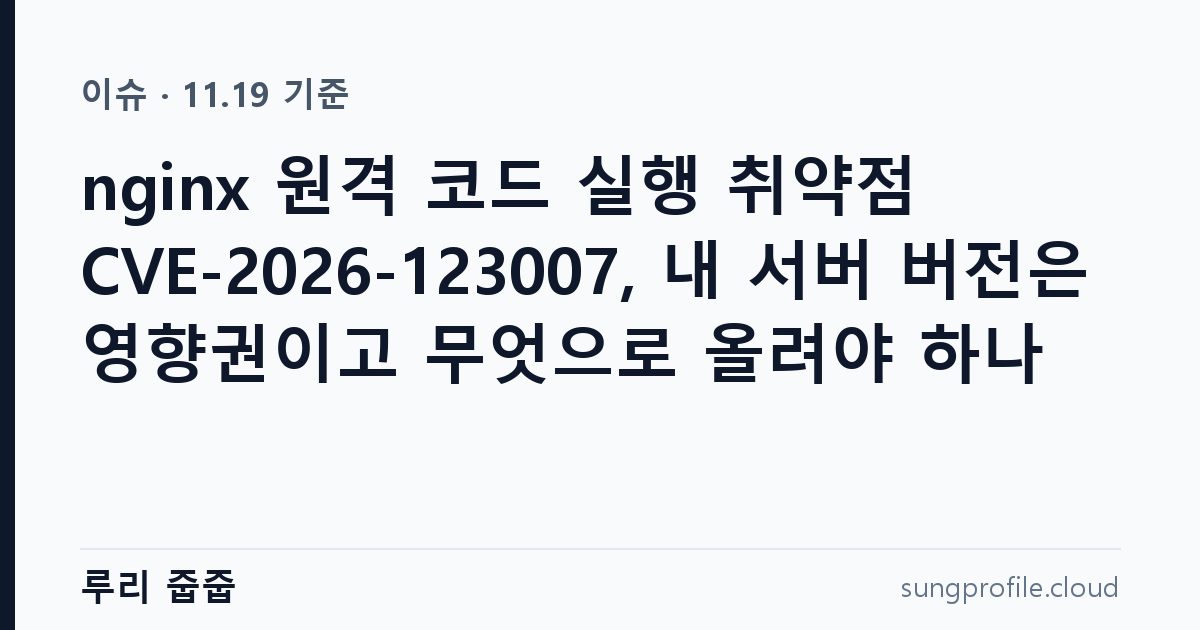 이슈 · 11.19 기준
nginx 원격 코드 실행 취약점
CVE-2026-123007, 내 서버 버전은
영향권이고 무엇으로 올려야 하나
루리 줍줍
sungprofile.cloud